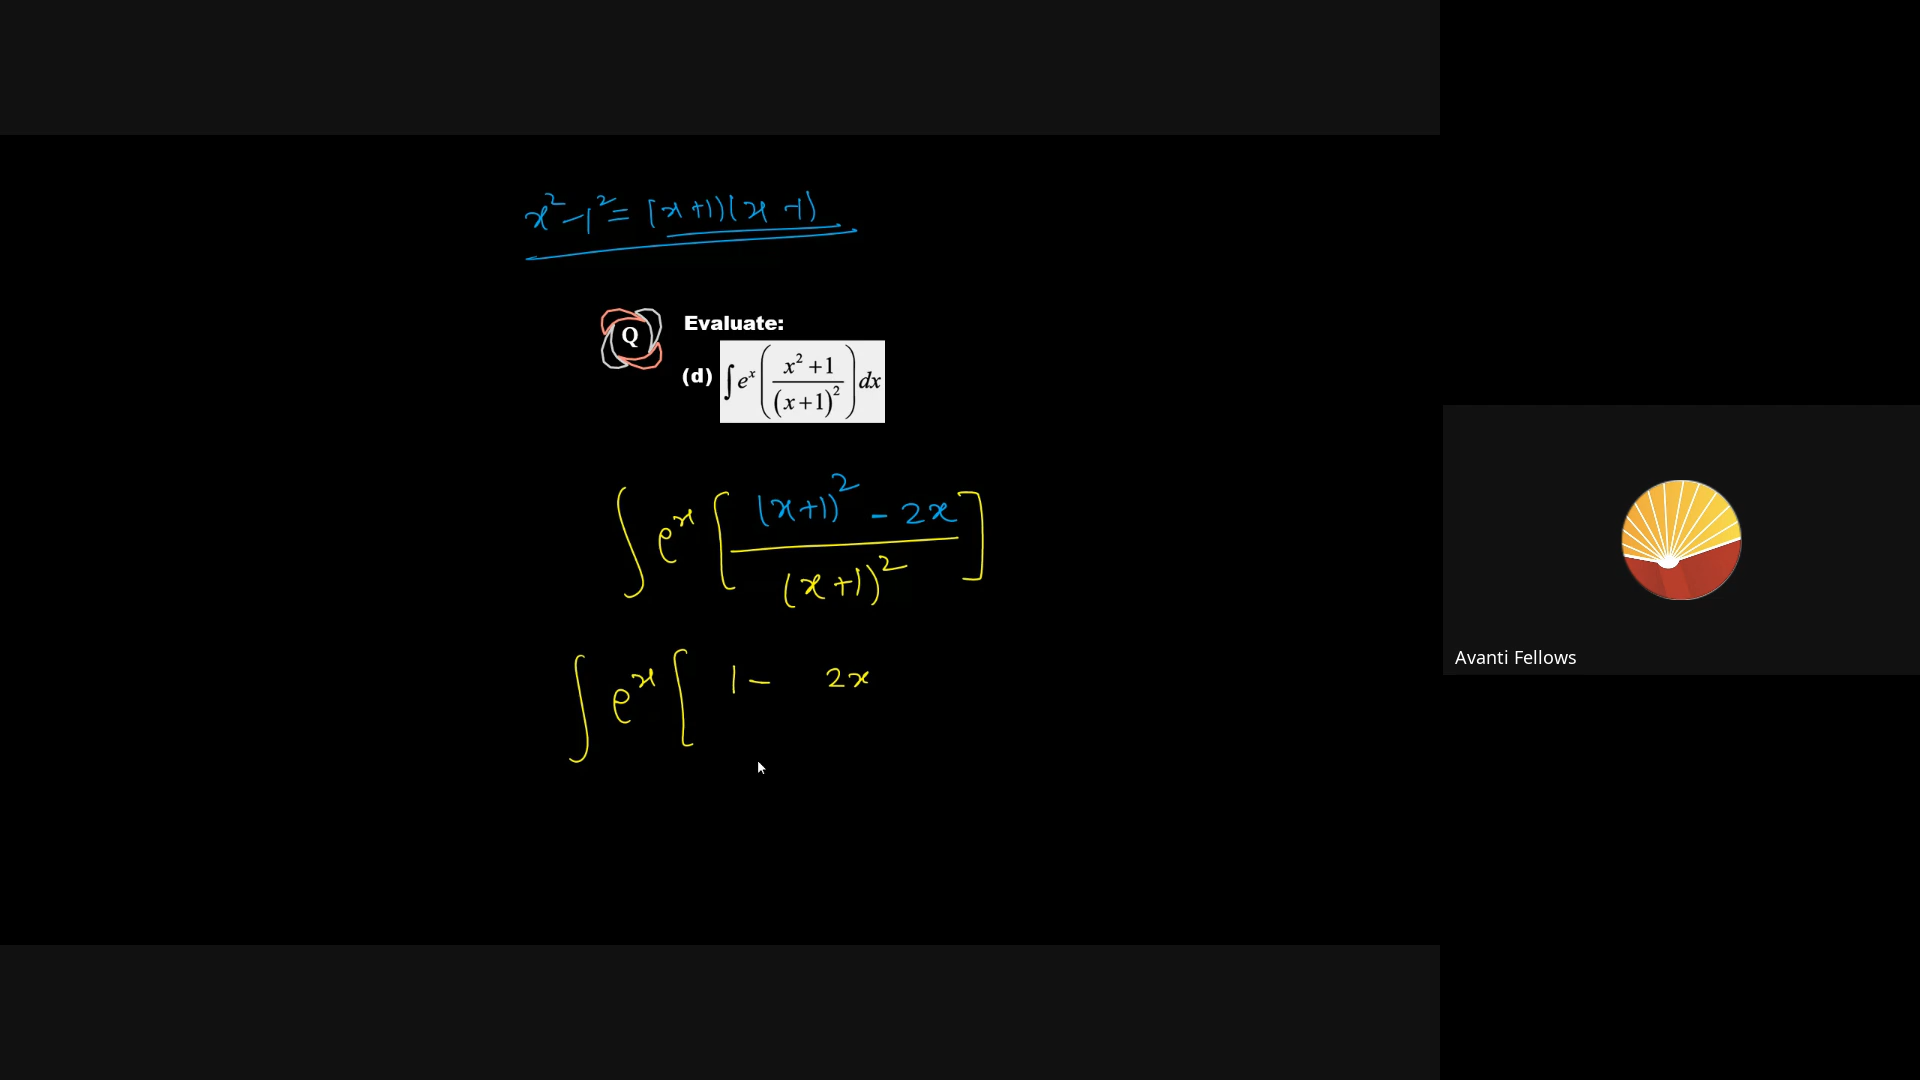 x² - 1² = (x + 1)(x - 1)
Q
Evaluate:
(d) ∫ eˣ ( (x² + 1) / (x + 1)² ) dx
∫ eˣ [ ((x + 1)² - 2x) / (x + 1)² ]
∫ eˣ [ 1 - 2x
Avanti Fellows